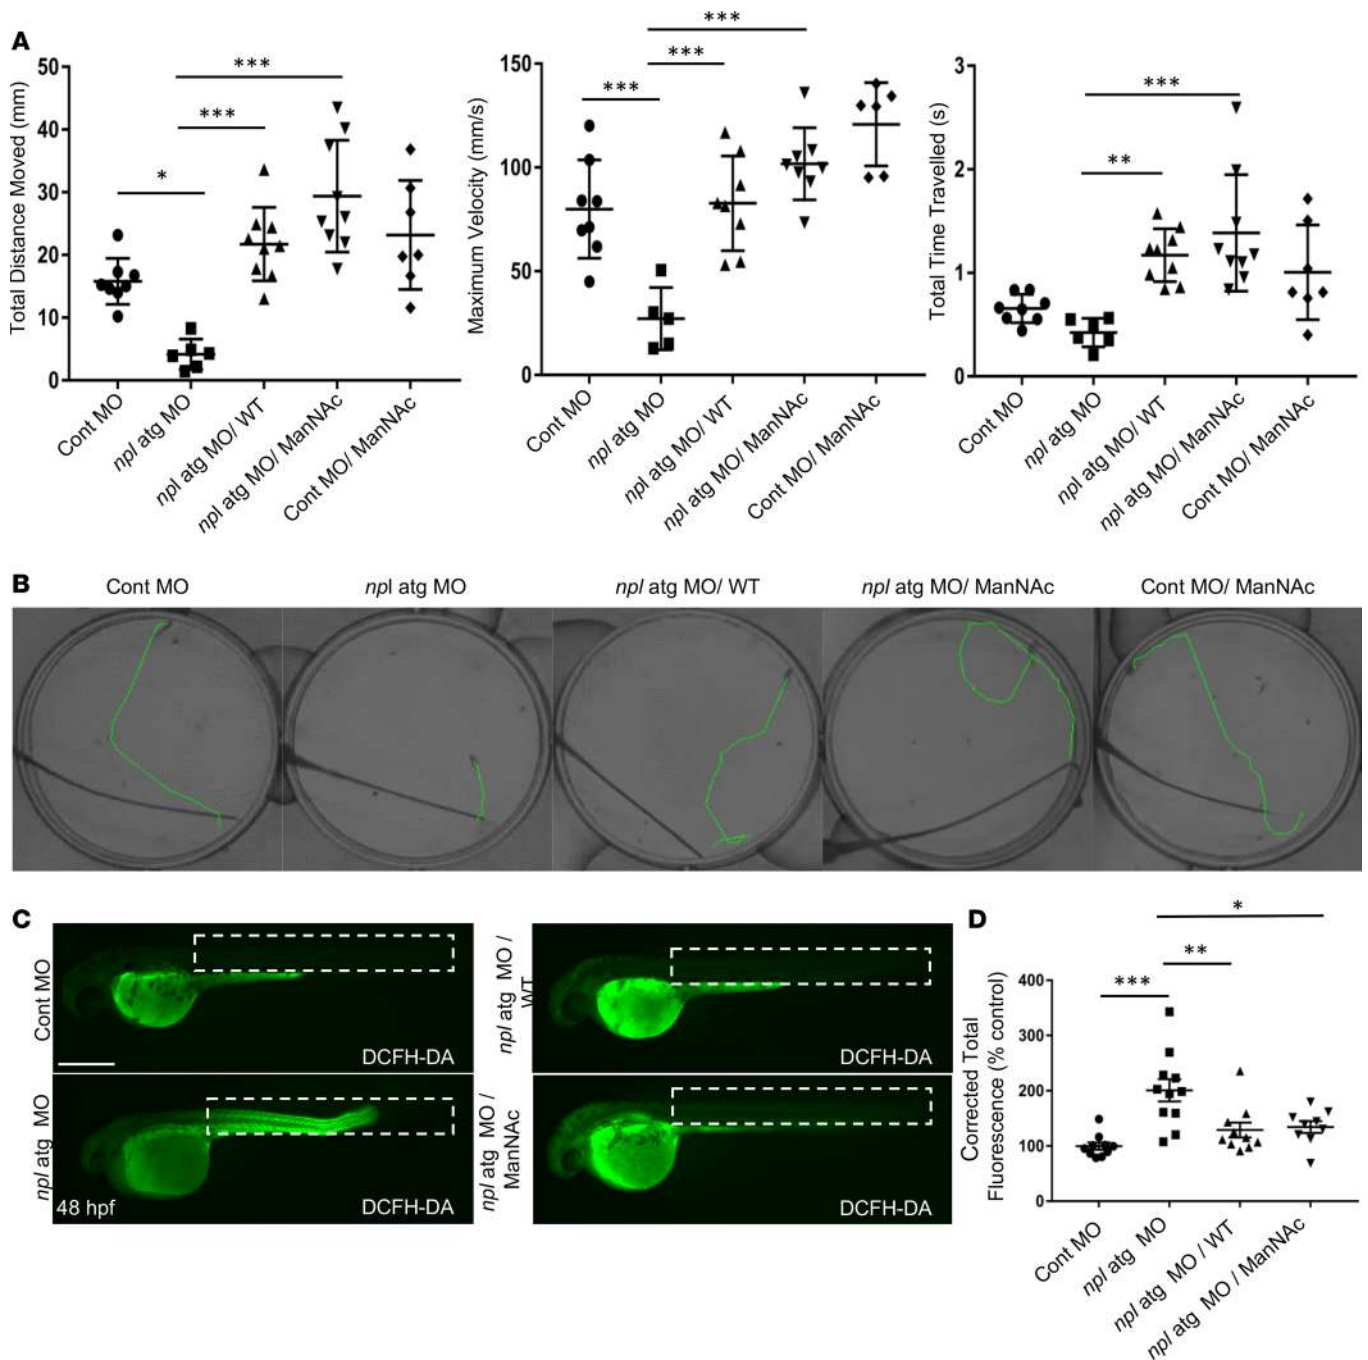 A
*** *** *
Total Distance Moved (mm)
50
40
30
20
10
0
Cont MO
npl atg MO
npl atg MO/ WT
npl atg MO/ ManNAc
Cont MO/ ManNAc
*** *** ***
Maximum Velocity (mm/s)
150
100
50
0
Cont MO
npl atg MO
npl atg MO/ WT
npl atg MO/ ManNAc
Cont MO/ ManNAc
*** **
Total Time Travelled (s)
3
2
1
0
Cont MO
npl atg MO
npl atg MO/ WT
npl atg MO/ ManNAc
Cont MO/ ManNAc
B
Cont MO npl atg MO npl atg MO/ WT npl atg MO/ ManNAc Cont MO/ ManNAc
C
Cont MO
DCFH-DA
npl atg MO /
WT
DCFH-DA
npl atg MO
48 hpf
DCFH-DA
npl atg MO /
ManNAc
DCFH-DA
D
* ** ***
Corrected Total
Fluorescence (% control)
400
300
200
100
0
Cont MO
npl atg MO
npl atg MO / WT
npl atg MO / ManNAc